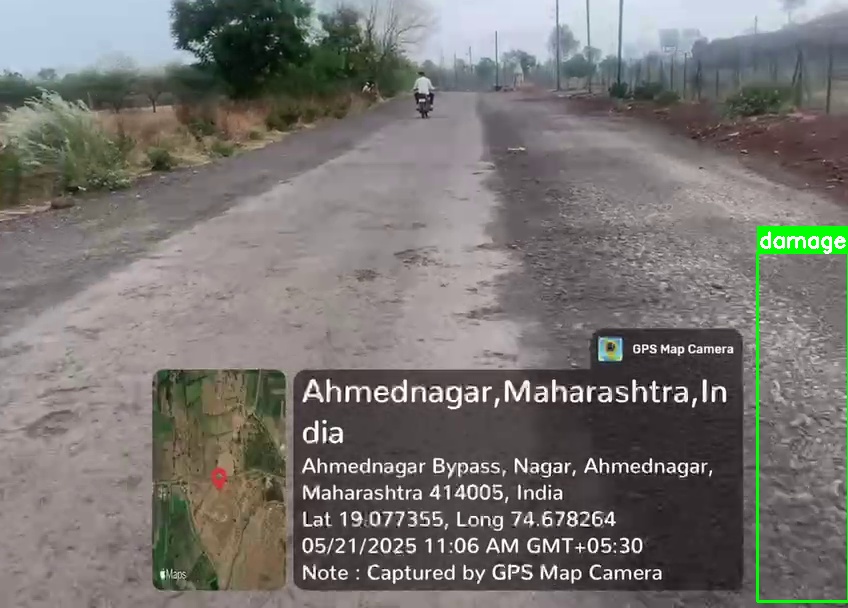 damage
GPS Map Camera
Ahmednagar,Maharashtra,In
dia
Ahmednagar Bypass, Nagar, Ahmednagar,
Maharashtra 414005, India
Lat 19.077355, Long 74.678264
05/21/2025 11:06 AM GMT+05:30
Note : Captured by GPS Map Camera
Maps